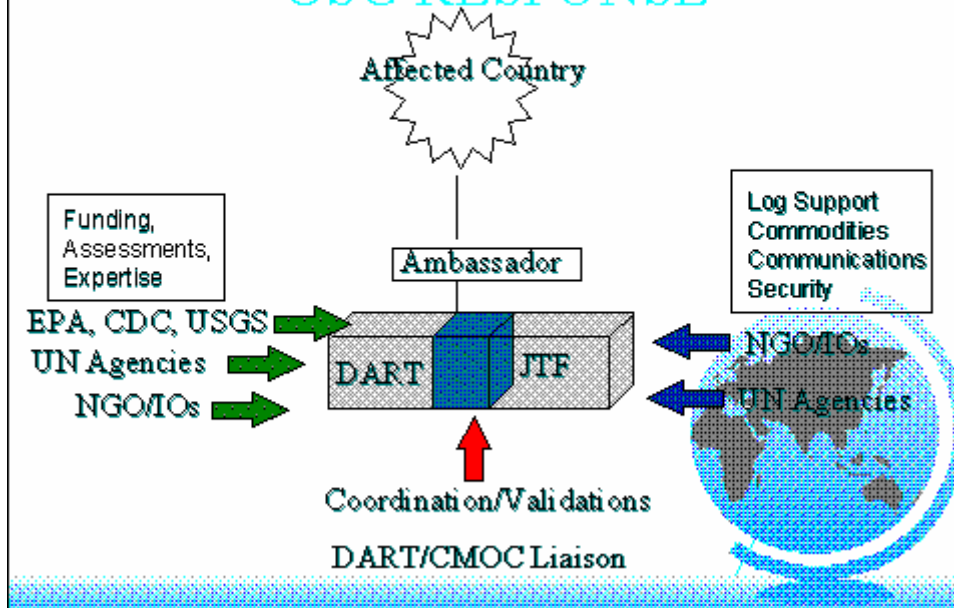 RESPONSE
Affected Country
Funding,
Assessments,
Expertise
Log Support
Commodities
Communications
Security
Ambassador
EPA, CDC, USGS
UN Agencies
NGO/IOs
DART
JTF
NGO/IOs
UN Agencies
Coordination/Validations
DART/CMOC Liaison